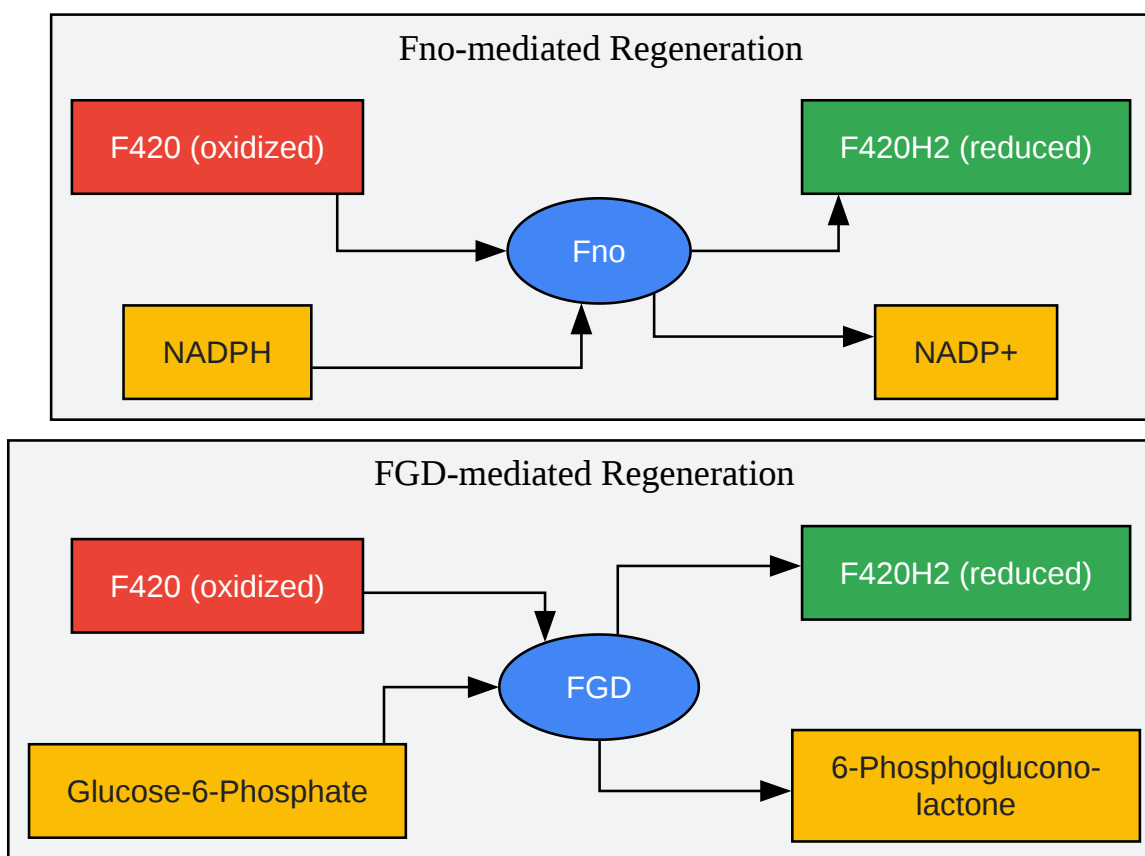 Fno-mediated Regeneration
F420 (oxidized)
F420H2 (reduced)
Fno
NADPH
NADP+
FGD-mediated Regeneration
F420 (oxidized)
F420H2 (reduced)
FGD
Glucose-6-Phosphate
6-Phosphoglucono-
lactone